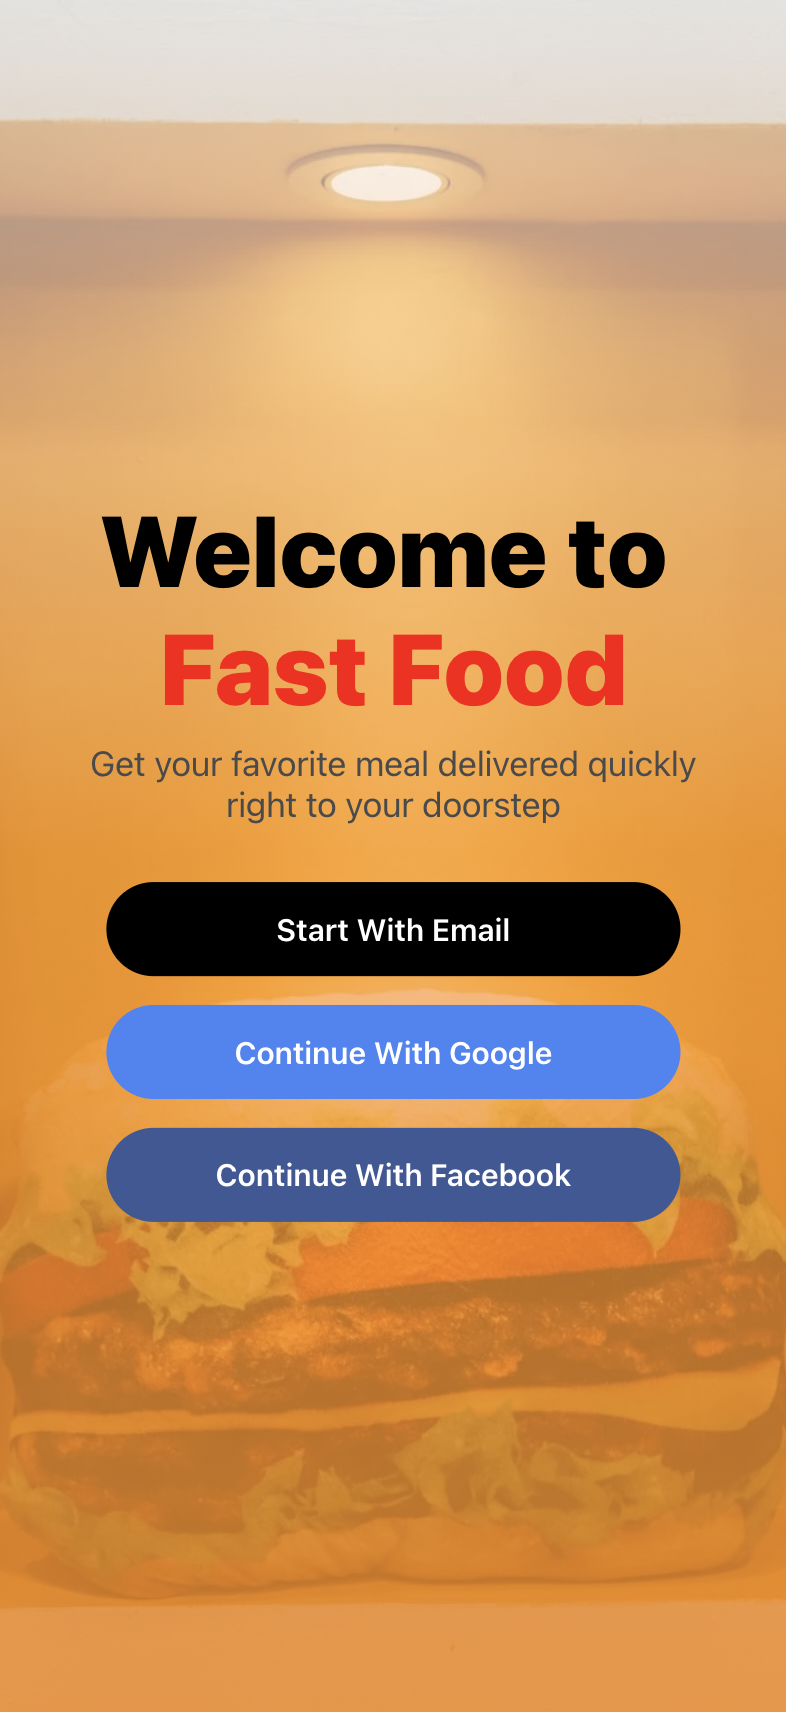 Welcome to
Fast Food
Get your favorite meal delivered quickly
right to your doorstep
Start With Email
Continue With Google
Continue With Facebook